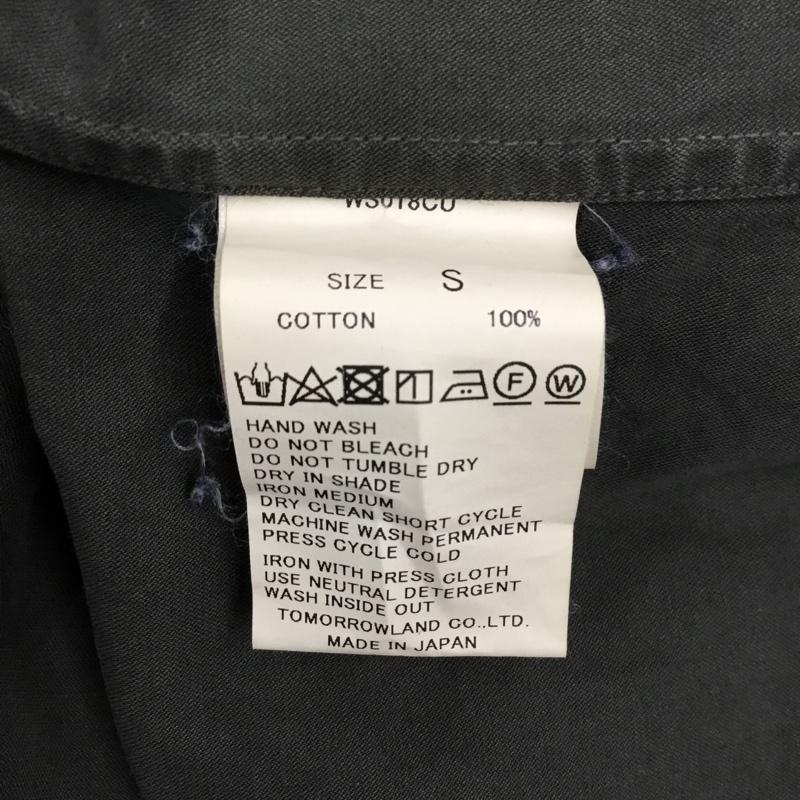 WS018CU
SIZE S
COTTON 100%
F W
HAND WASH
DO NOT BLEACH
DO NOT TUMBLE DRY
DRY IN SHADE
IRON MEDIUM
DRY CLEAN SHORT CYCLE
MACHINE WASH PERMANENT
PRESS CYCLE COLD
IRON WITH PRESS CLOTH
USE NEUTRAL DETERGENT
WASH INSIDE OUT
TOMORROWLAND CO.,LTD.
MADE IN JAPAN